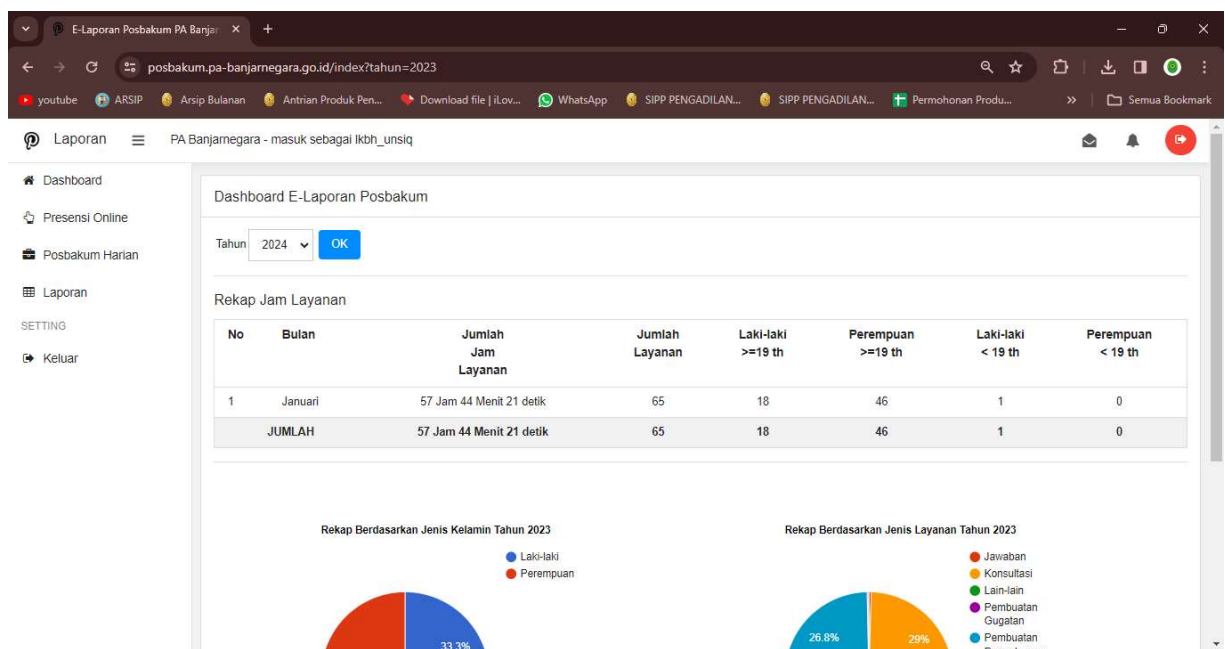 E-Laporan Posbakum PA Banjar
posbakum.pa-banjarnegara.go.id/index?tahun=2023
youtube ARSIP Arsip Bulanan Antrian Produk Pen... Download file | iLov... WhatsApp SIPP PENGADILAN... SIPP PENGADILAN... Permohonan Produ... » Semua Bookmark
Laporan PA Banjarnegara - masuk sebagai lkbh_unsiq
Dashboard
Presensi Online
Posbakum Harian
Laporan
SETTING
Keluar
Dashboard E-Laporan Posbakum
Tahun 2024 OK
Rekap Jam Layanan
No Bulan Jumlah Jam Layanan Jumlah Layanan Laki-laki >=19 th Perempuan >=19 th Laki-laki < 19 th Perempuan < 19 th
1 Januari 57 Jam 44 Menit 21 detik 65 18 46 1 0
JUMLAH 57 Jam 44 Menit 21 detik 65 18 46 1 0
Rekap Berdasarkan Jenis Kelamin Tahun 2023
Laki-laki
Perempuan
33.3%
Rekap Berdasarkan Jenis Layanan Tahun 2023
Jawaban
Konsultasi
Lain-lain
Pembuatan
Gugatan
Pembuatan
26.8% 29%